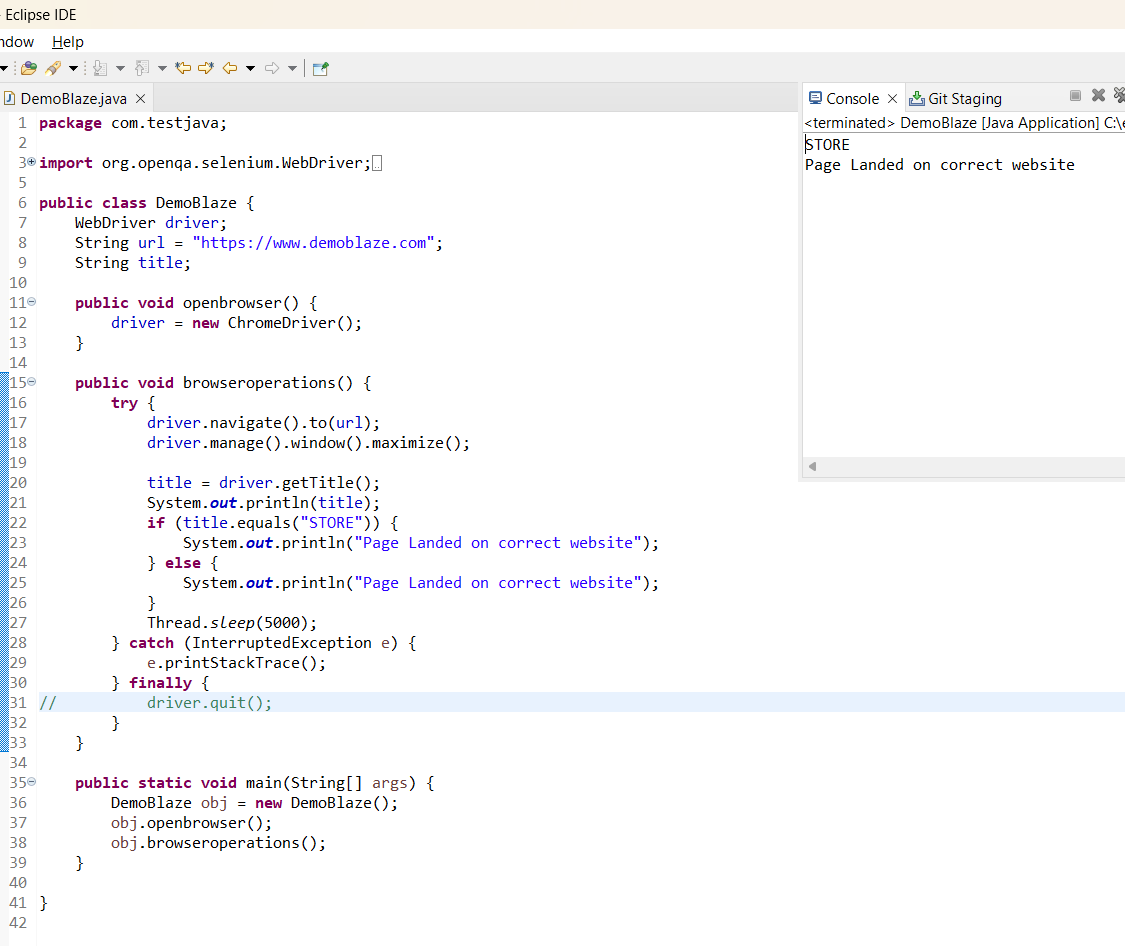 Eclipse IDE
ndow Help
DemoBlaze.java
1 package com.testjava;
2
3 import org.openqa.selenium.WebDriver;
5
6 public class DemoBlaze {
7     WebDriver driver;
8     String url = "https://www.demoblaze.com";
9     String title;
10
11     public void openbrowser() {
12         driver = new ChromeDriver();
13     }
14
15     public void browseroperations() {
16         try {
17             driver.navigate().to(url);
18             driver.manage().window().maximize();
19
20             title = driver.getTitle();
21             System.out.println(title);
22             if (title.equals("STORE")) {
23                 System.out.println("Page Landed on correct website");
24             } else {
25                 System.out.println("Page Landed on correct website");
26             }
27             Thread.sleep(5000);
28         } catch (InterruptedException e) {
29             e.printStackTrace();
30         } finally {
31 //          driver.quit();
32         }
33     }
34
35     public static void main(String[] args) {
36         DemoBlaze obj = new DemoBlaze();
37         obj.openbrowser();
38         obj.browseroperations();
39     }
40
41 }
42
Console Git Staging
<terminated> DemoBlaze [Java Application] C:\e
STORE
Page Landed on correct website